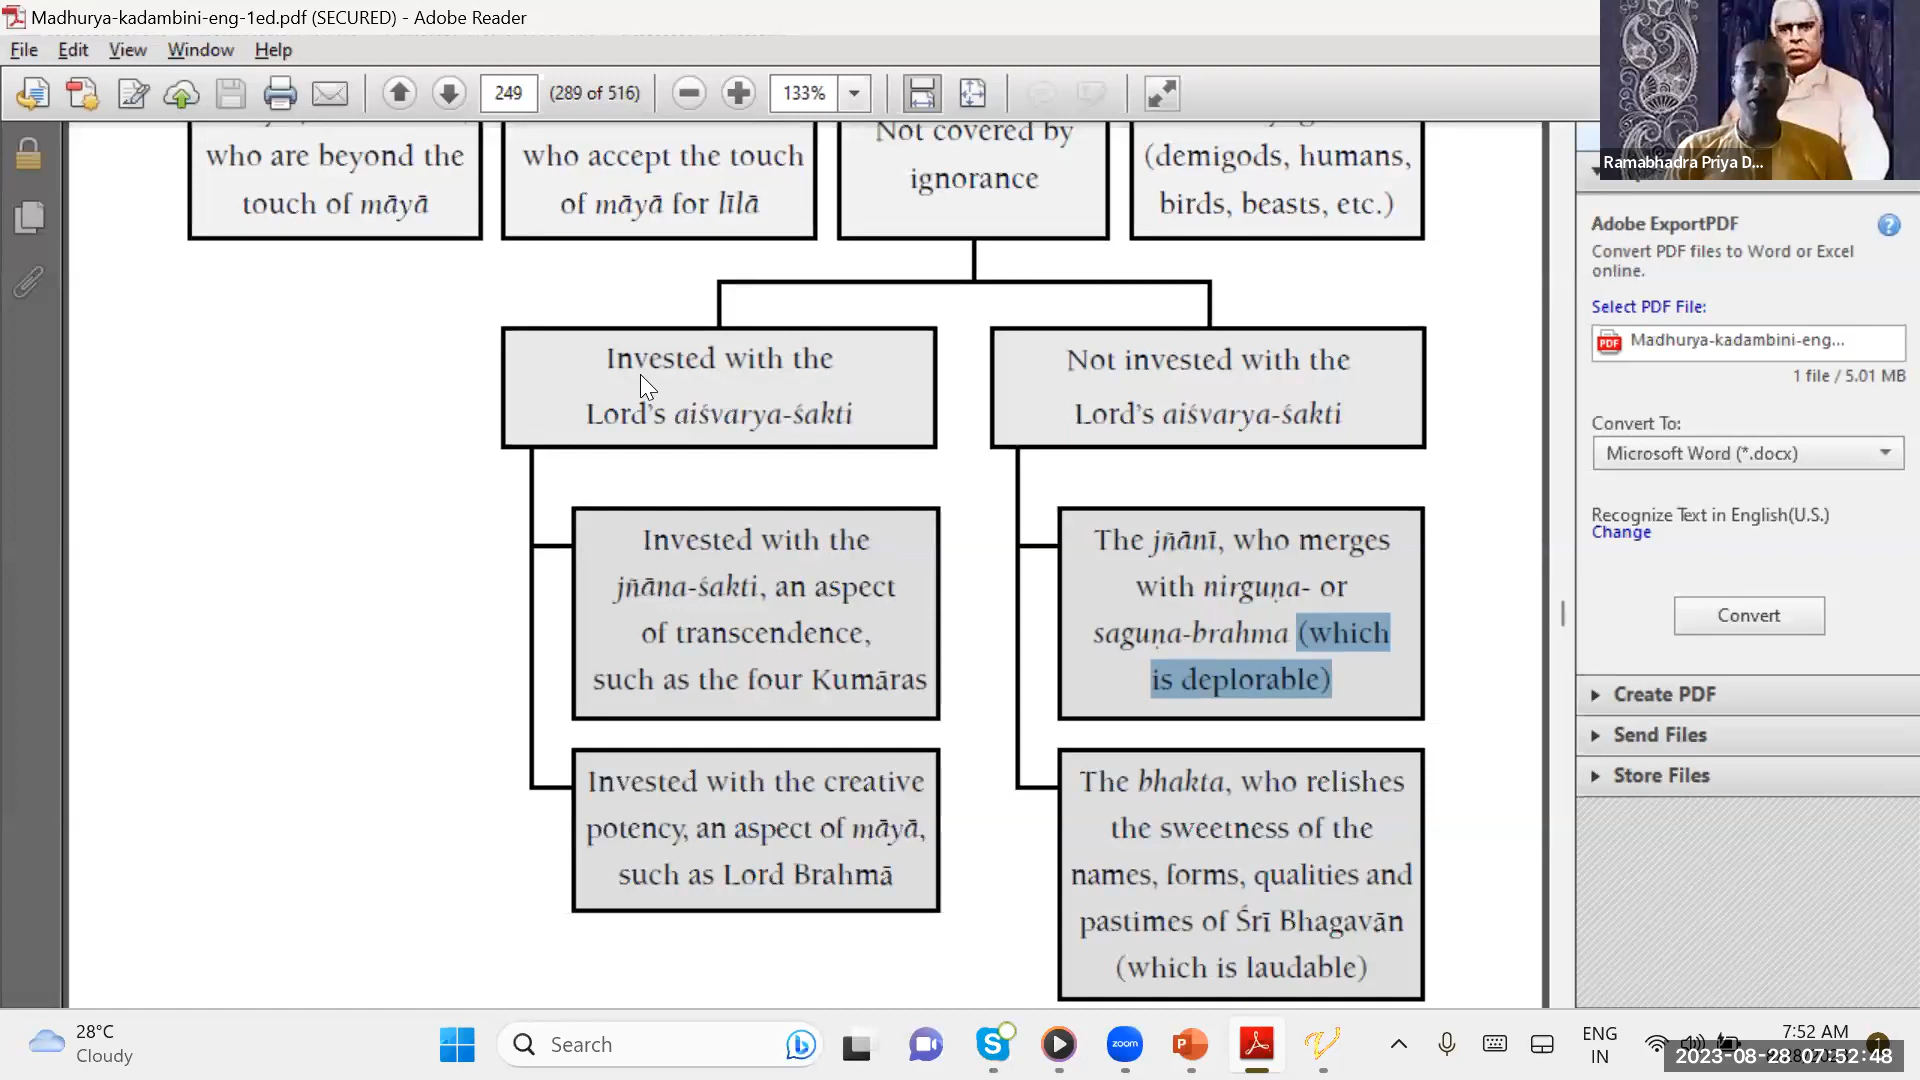 Madhurya-kadambini-eng-1ed.pdf (SECURED) - Adobe Reader
File Edit View Window Help
249 (289 of 516) 133%
Ramabhadra Priya D...
who are beyond the
touch of māyā
who accept the touch
of māyā for līlā
Not covered by
ignorance
(demigods, humans,
birds, beasts, etc.)
Invested with the
Lord's aiśvarya-śakti
Not invested with the
Lord's aiśvarya-śakti
Invested with the
jñāna-śakti, an aspect
of transcendence,
such as the four Kumāras
The jñānī, who merges
with nirguṇa- or
saguṇa-brahma (which
is deplorable)
Invested with the creative
potency, an aspect of māyā,
such as Lord Brahmā
The bhakta, who relishes
the sweetness of the
names, forms, qualities and
pastimes of Śrī Bhagavān
(which is laudable)
Adobe ExportPDF
Convert PDF files to Word or Excel
online.
Select PDF File:
PDF Madhurya-kadambini-eng...
1 file / 5.01 MB
Convert To:
Microsoft Word (*.docx)
Recognize Text in English(U.S.)
Change
Convert
Create PDF
Send Files
Store Files
28°C
Cloudy
Search
zoom
ENG
IN
7:52 AM
2023-08-28 07:52:48